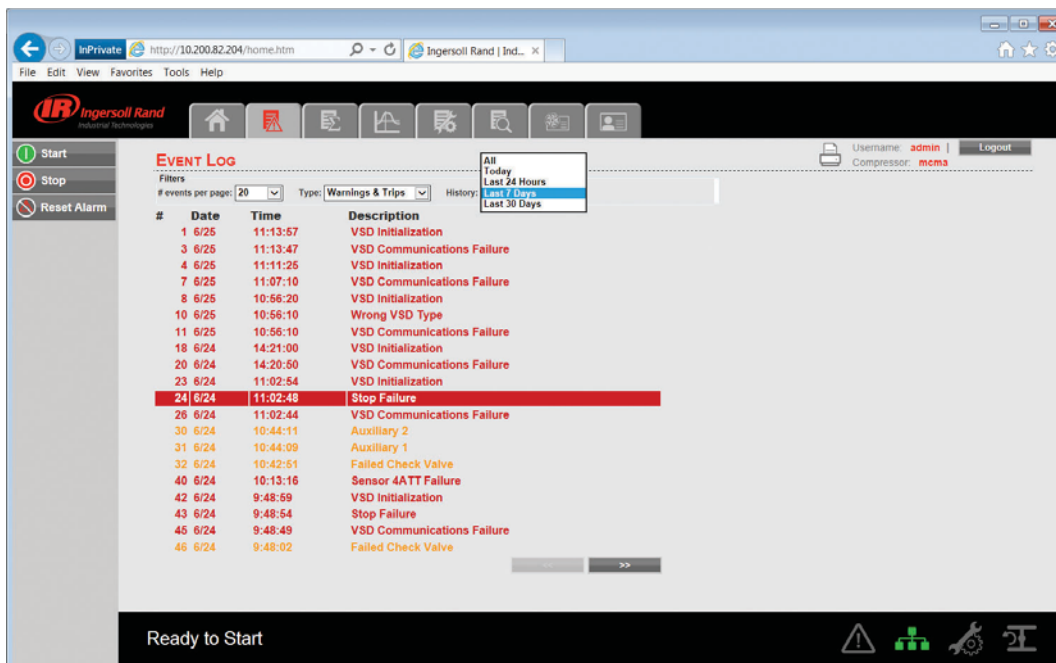 InPrivate http://10.200.82.204/home.htm Ingersoll Rand | Ind...
File Edit View Favorites Tools Help
IR Ingersoll Rand
Industrial Technologies
Start
Stop
Reset Alarm
Username: admin | Logout
Compressor: mcma
EVENT LOG
Filters
# events per page: 20 Type: Warnings & Trips History:
All
Today
Last 24 Hours
Last 7 Days
Last 30 Days
# Date Time Description
1 6/25 11:13:57 VSD Initialization
3 6/25 11:13:47 VSD Communications Failure
4 6/25 11:11:25 VSD Initialization
7 6/25 11:07:10 VSD Communications Failure
8 6/25 10:56:20 VSD Initialization
10 6/25 10:56:10 Wrong VSD Type
11 6/25 10:56:10 VSD Communications Failure
18 6/24 14:21:00 VSD Initialization
20 6/24 14:20:50 VSD Communications Failure
23 6/24 11:02:54 VSD Initialization
24 6/24 11:02:48 Stop Failure
26 6/24 11:02:44 VSD Communications Failure
30 6/24 10:44:11 Auxiliary 2
31 6/24 10:44:09 Auxiliary 1
32 6/24 10:42:51 Failed Check Valve
40 6/24 10:13:16 Sensor 4ATT Failure
42 6/24 9:48:59 VSD Initialization
43 6/24 9:48:54 Stop Failure
45 6/24 9:48:49 VSD Communications Failure
46 6/24 9:48:02 Failed Check Valve
<< >>
Ready to Start